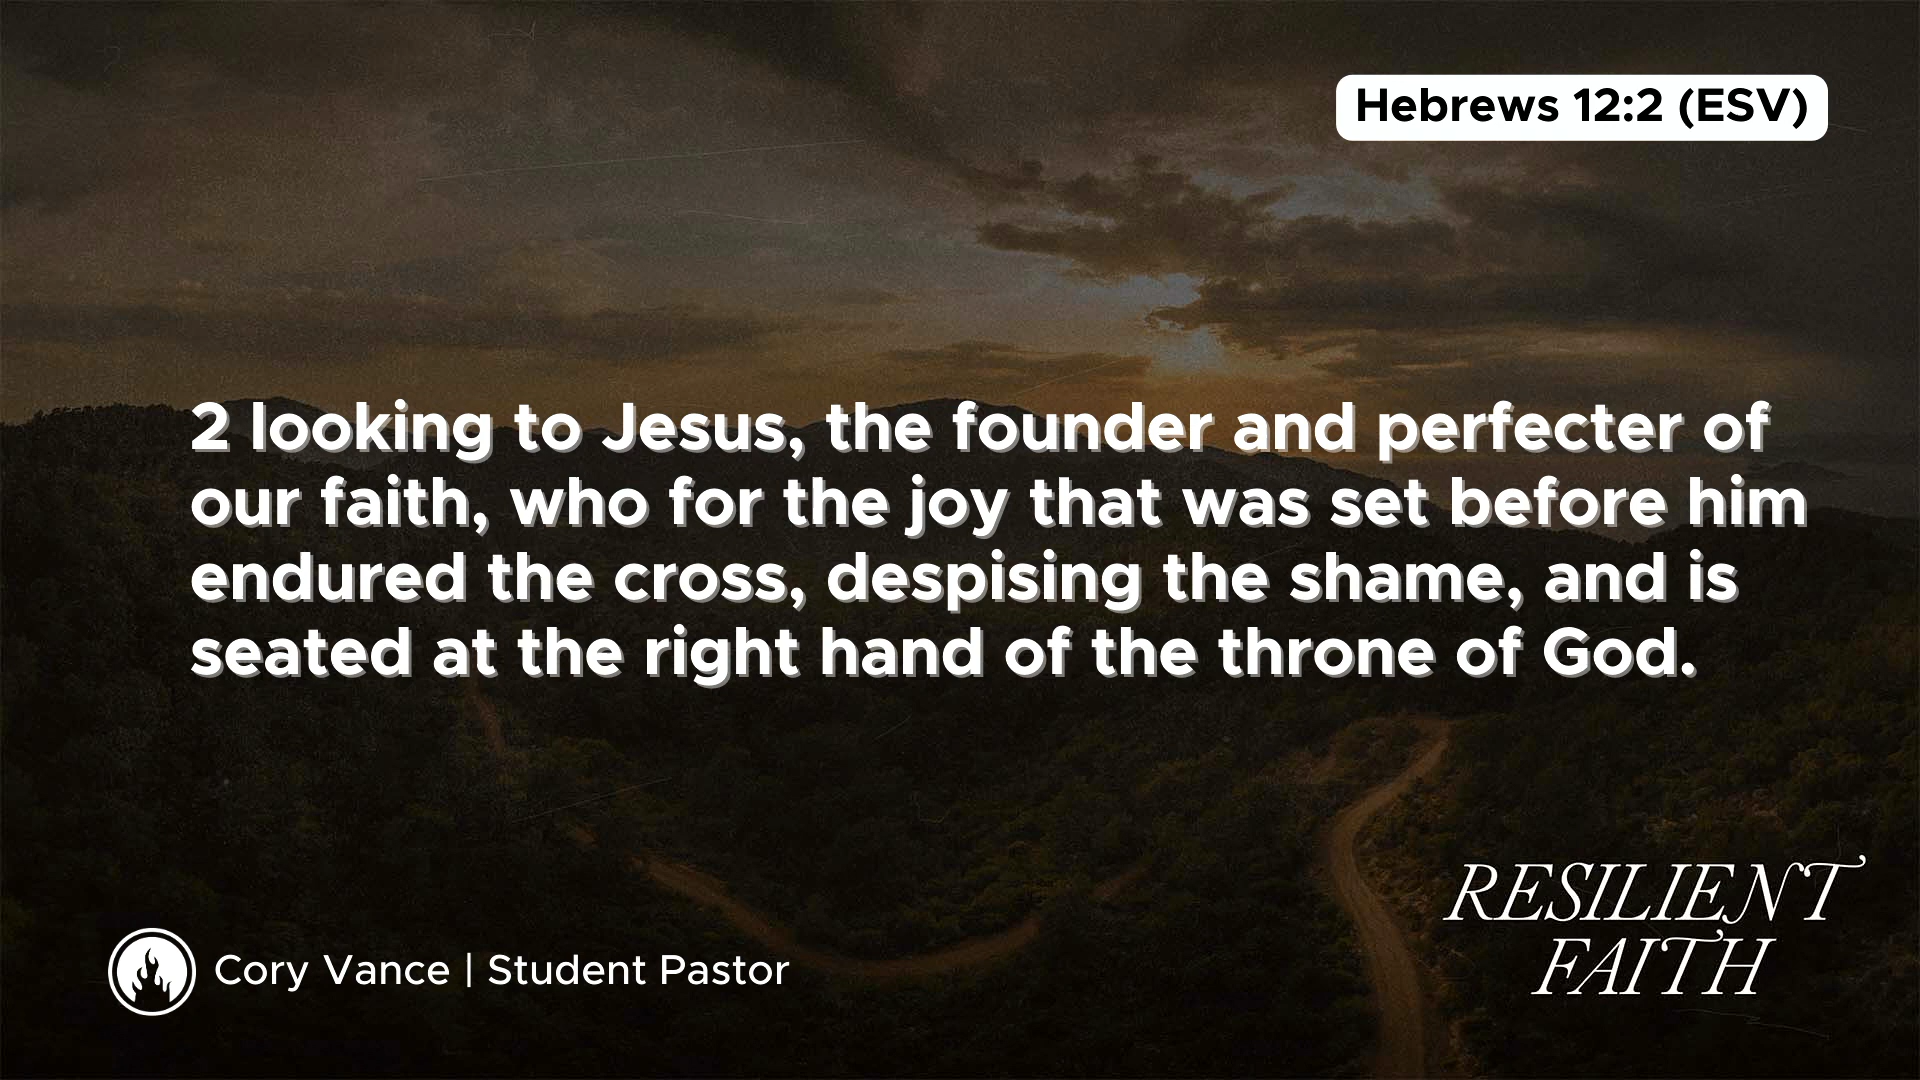 Hebrews 12:2 (ESV)
2 looking to Jesus, the founder and perfecter of
our faith, who for the joy that was set before him
endured the cross, despising the shame, and is
seated at the right hand of the throne of God.
Cory Vance | Student Pastor
RESILIENT
FAITH